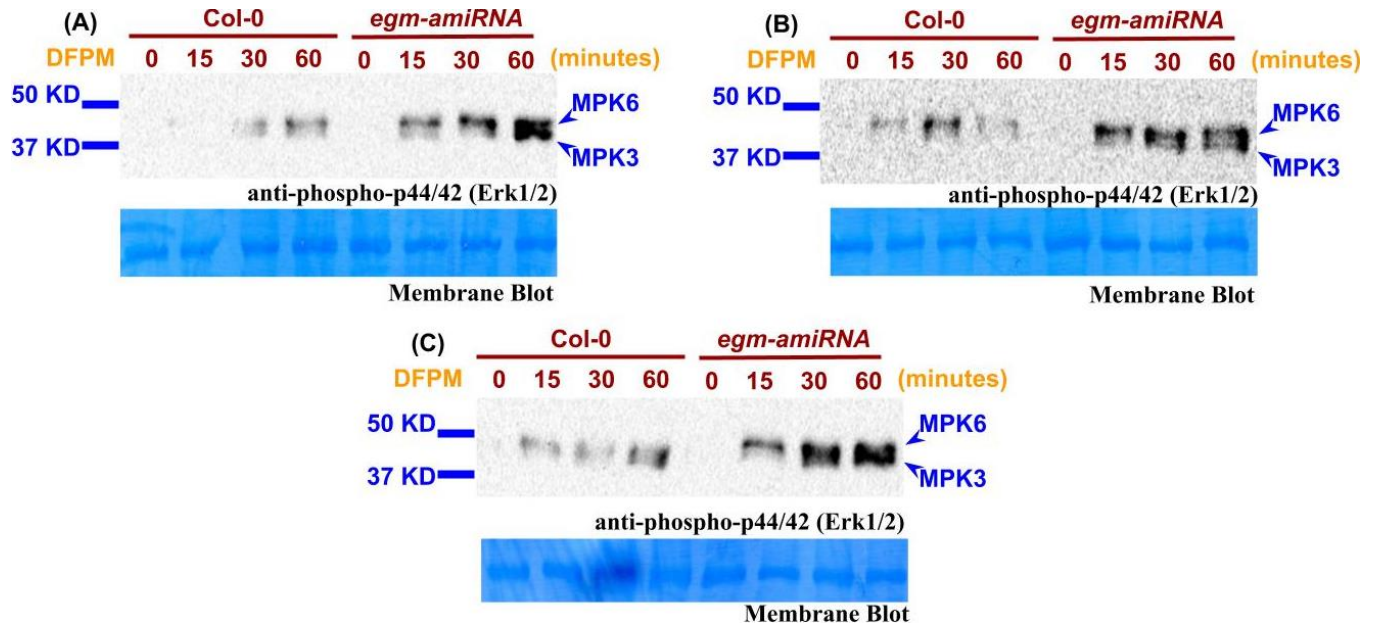 (A)
Col-0 egm-amiRNA
DFPM 0 15 30 60 0 15 30 60 (minutes)
50 KD
37 KD
MPK6
MPK3
anti-phospho-p44/42 (Erk1/2)
Membrane Blot
(B)
Col-0 egm-amiRNA
DFPM 0 15 30 60 0 15 30 60 (minutes)
50 KD
37 KD
MPK6
MPK3
anti-phospho-p44/42 (Erk1/2)
Membrane Blot
(C)
Col-0 egm-amiRNA
DFPM 0 15 30 60 0 15 30 60 (minutes)
50 KD
37 KD
MPK6
MPK3
anti-phospho-p44/42 (Erk1/2)
Membrane Blot